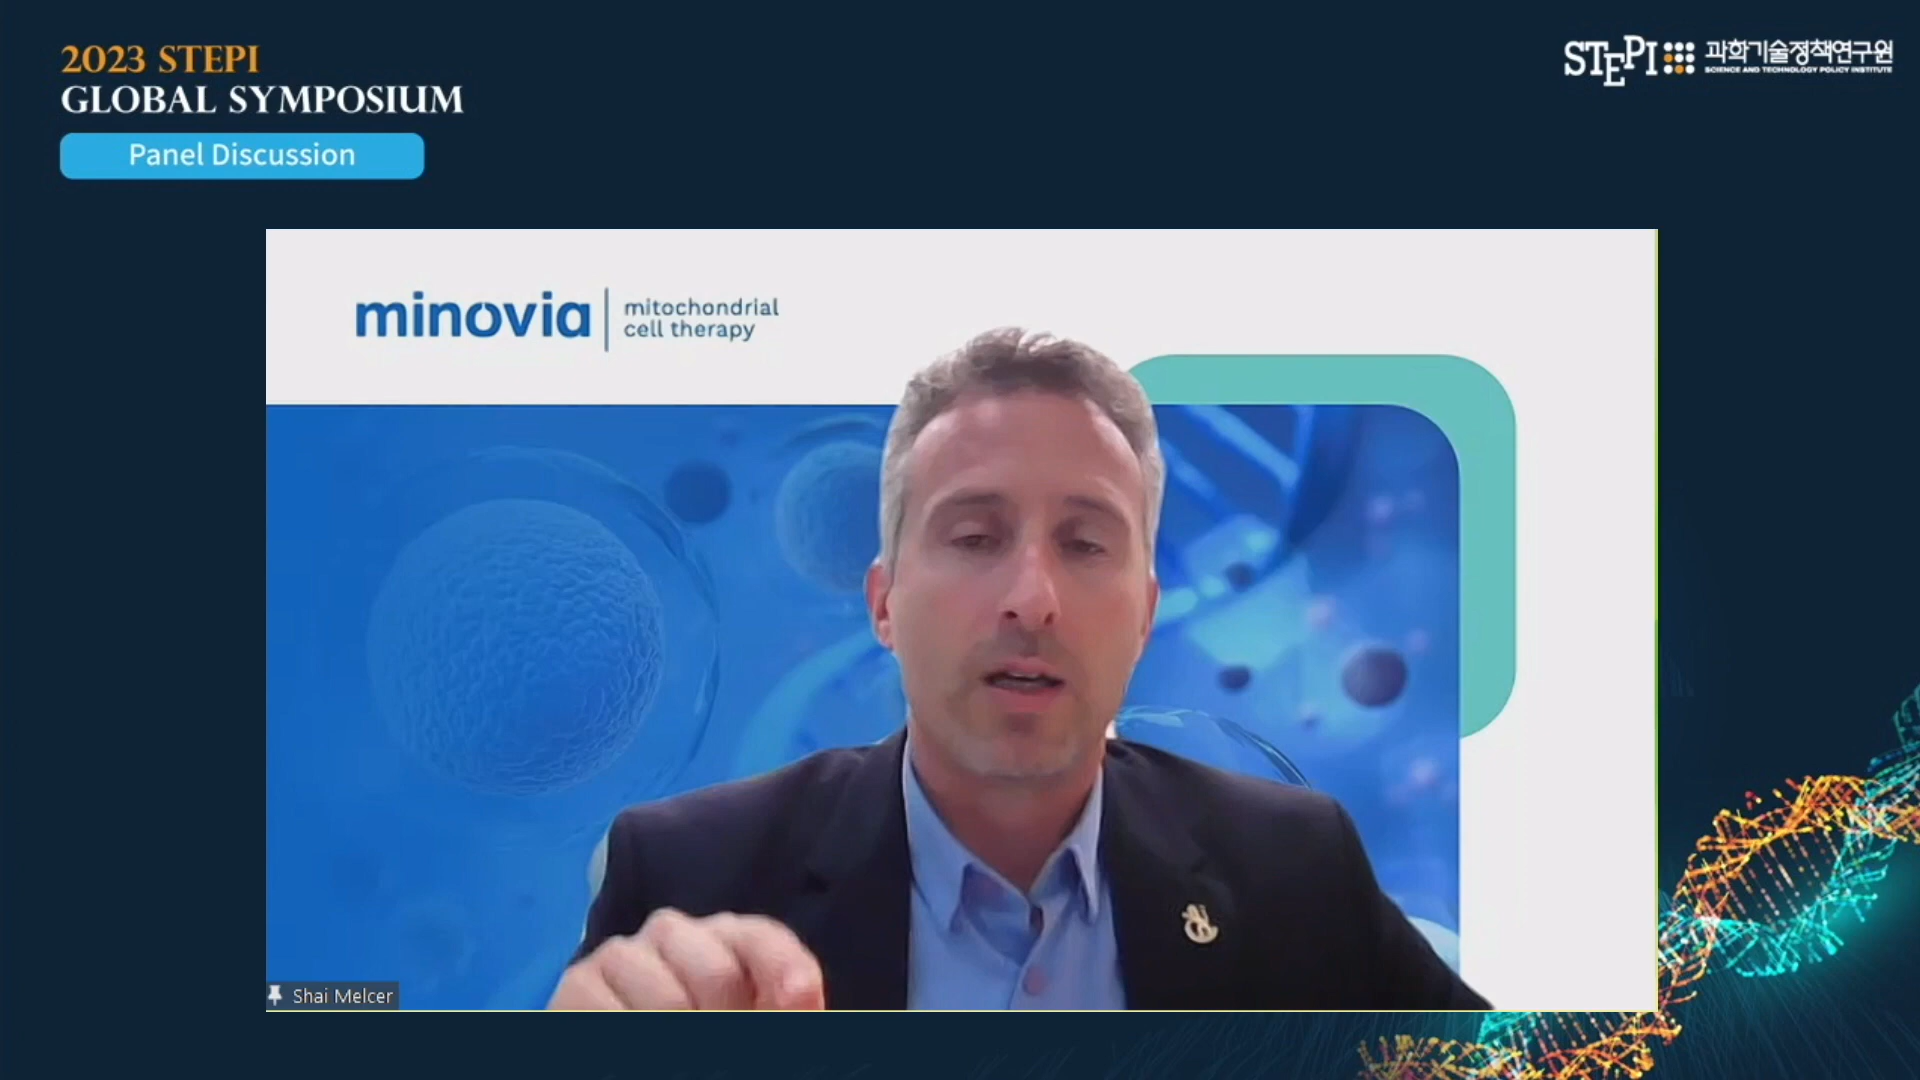 2023 STEPI
GLOBAL SYMPOSIUM
Panel Discussion
STEPI 과학기술정책연구원
SCIENCE AND TECHNOLOGY POLICY INSTITUTE
minovia
mitochondrial
cell therapy
Shai Melcer